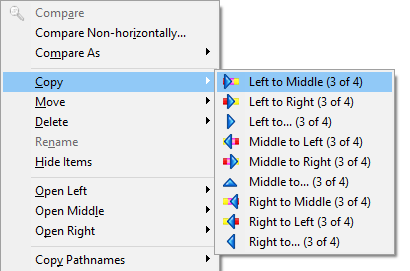 Compare
Compare Non-horizontally...
Compare As
Copy
Move
Delete
Rename
Hide Items
Open Left
Open Middle
Open Right
Copy Pathnames
Left to Middle (3 of 4)
Left to Right (3 of 4)
Left to... (3 of 4)
Middle to Left (3 of 4)
Middle to Right (3 of 4)
Middle to... (3 of 4)
Right to Middle (3 of 4)
Right to Left (3 of 4)
Right to... (3 of 4)